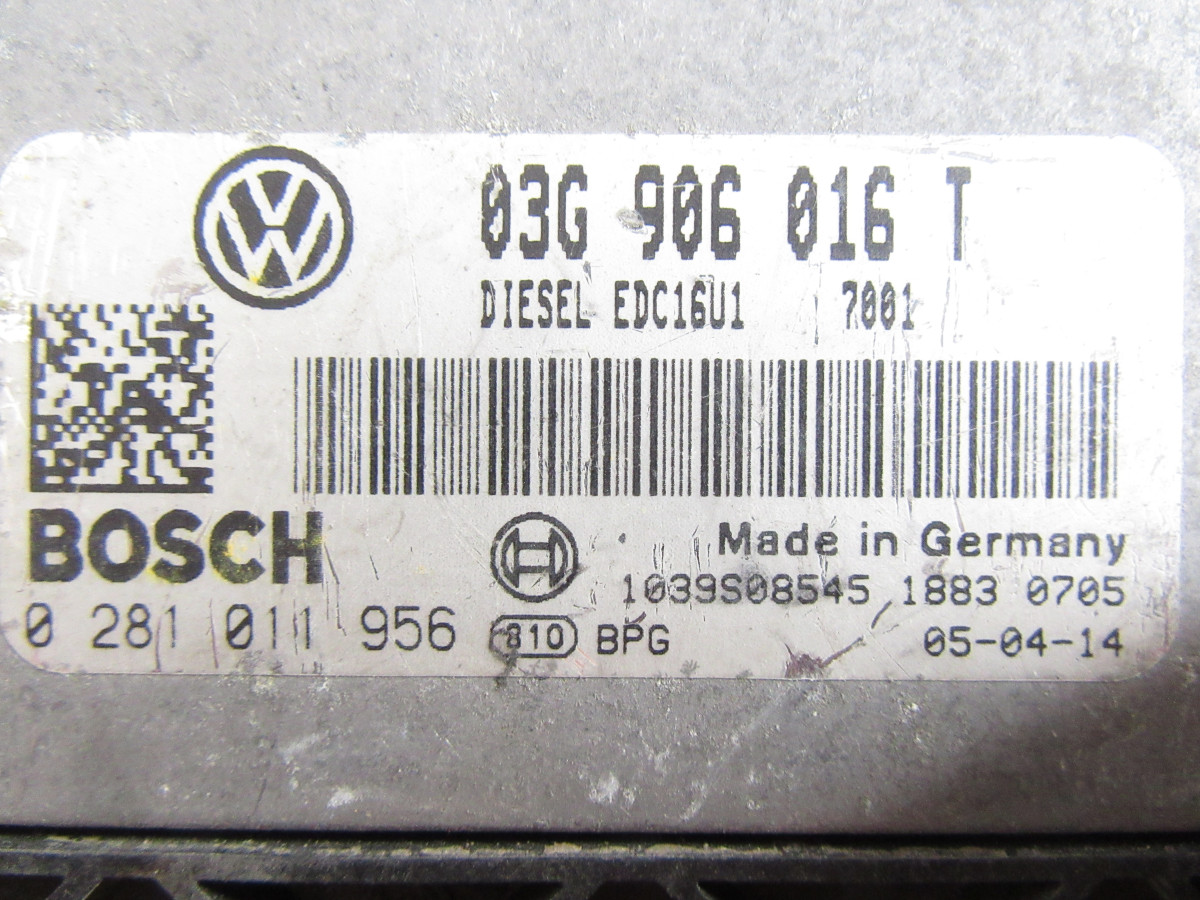 03G 906 016 T
DIESEL EDC16U1 7001
BOSCH
Made in Germany
1039S08545 1883 0705
0 281 011 956 810 BPG 05-04-14